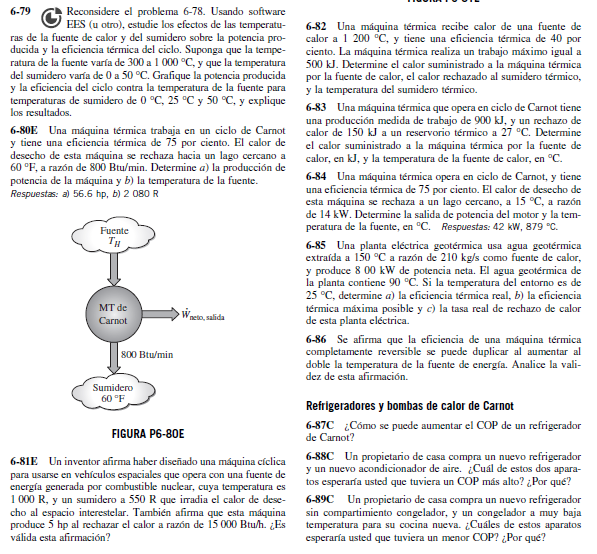 6-79 Reconsidere el problema 6-78. Usando software
EES (u otro), estudie los efectos de las temperatu-
ras de la fuente de calor y del sumidero sobre la potencia pro-
ducida y la eficiencia térmica del ciclo. Suponga que la tempe-
ratura de la fuente varía de 300 a 1 000 °C, y que la temperatura
del sumidero varía de 0 a 50 °C. Grafique la potencia producida
y la eficiencia del ciclo contra la temperatura de la fuente para
temperaturas de sumidero de 0 °C, 25 °C y 50 °C, y explique
los resultados.
6-80E Una máquina térmica trabaja en un ciclo de Carnot
y tiene una eficiencia térmica de 75 por ciento. El calor de
desecho de esta máquina se rechaza hacia un lago cercano a
60 °F, a razón de 800 Btu/min. Determine a) la producción de
potencia de la máquina y b) la temperatura de la fuente.
Respuestas: a) 56.6 hp, b) 2 080 R
Fuente
TH
MT de
Carnot
Ẇneto, salida
800 Btu/min
Sumidero
60 °F
FIGURA P6-80E
6-81E Un inventor afirma haber diseñado una máquina cíclica
para usarse en vehículos espaciales que opera con una fuente de
energía generada por combustible nuclear, cuya temperatura es
1 000 R, y un sumidero a 550 R que irradia el calor de dese-
cho al espacio interestelar. También afirma que esta máquina
produce 5 hp al rechazar el calor a razón de 15 000 Btu/h. ¿Es
válida esta afirmación?
6-82 Una máquina térmica recibe calor de una fuente de
calor a 1 200 °C, y tiene una eficiencia térmica de 40 por
ciento. La máquina térmica realiza un trabajo máximo igual a
500 kJ. Determine el calor suministrado a la máquina térmica
por la fuente de calor, el calor rechazado al sumidero térmico,
y la temperatura del sumidero térmico.
6-83 Una máquina térmica que opera en ciclo de Carnot tiene
una producción medida de trabajo de 900 kJ, y un rechazo de
calor de 150 kJ a un reservorio térmico a 27 °C. Determine
el calor suministrado a la máquina térmica por la fuente de
calor, en kJ, y la temperatura de la fuente de calor, en °C.
6-84 Una máquina térmica opera en ciclo de Carnot, y tiene
una eficiencia térmica de 75 por ciento. El calor de desecho de
esta máquina se rechaza a un lago cercano, a 15 °C, a razón
de 14 kW. Determine la salida de potencia del motor y la tem-
peratura de la fuente, en °C. Respuestas: 42 kW, 879 °C.
6-85 Una planta eléctrica geotérmica usa agua geotérmica
extraída a 150 °C a razón de 210 kg/s como fuente de calor,
y produce 8 00 kW de potencia neta. El agua geotérmica de
la planta contiene 90 °C. Si la temperatura del entorno es de
25 °C, determine a) la eficiencia térmica real, b) la eficiencia
térmica máxima posible y c) la tasa real de rechazo de calor
de esta planta eléctrica.
6-86 Se afirma que la eficiencia de una máquina térmica
completamente reversible se puede duplicar al aumentar al
doble la temperatura de la fuente de energía. Analice la vali-
dez de esta afirmación.
Refrigeradores y bombas de calor de Carnot
6-87C ¿Cómo se puede aumentar el COP de un refrigerador
de Carnot?
6-88C Un propietario de casa compra un nuevo refrigerador
y un nuevo acondicionador de aire. ¿Cuál de estos dos apara-
tos esperaría usted que tuviera un COP más alto? ¿Por qué?
6-89C Un propietario de casa compra un nuevo refrigerador
sin compartimiento congelador, y un congelador a muy baja
temperatura para su cocina nueva. ¿Cuáles de estos aparatos
esperaría usted que tuviera un menor COP? ¿Por qué?